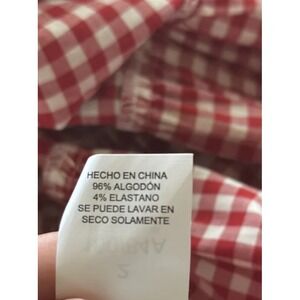 HECHO EN CHINA
96% ALGODÓN
4% ELASTANO
SE PUEDE LAVAR EN
SECO SOLAMENTE